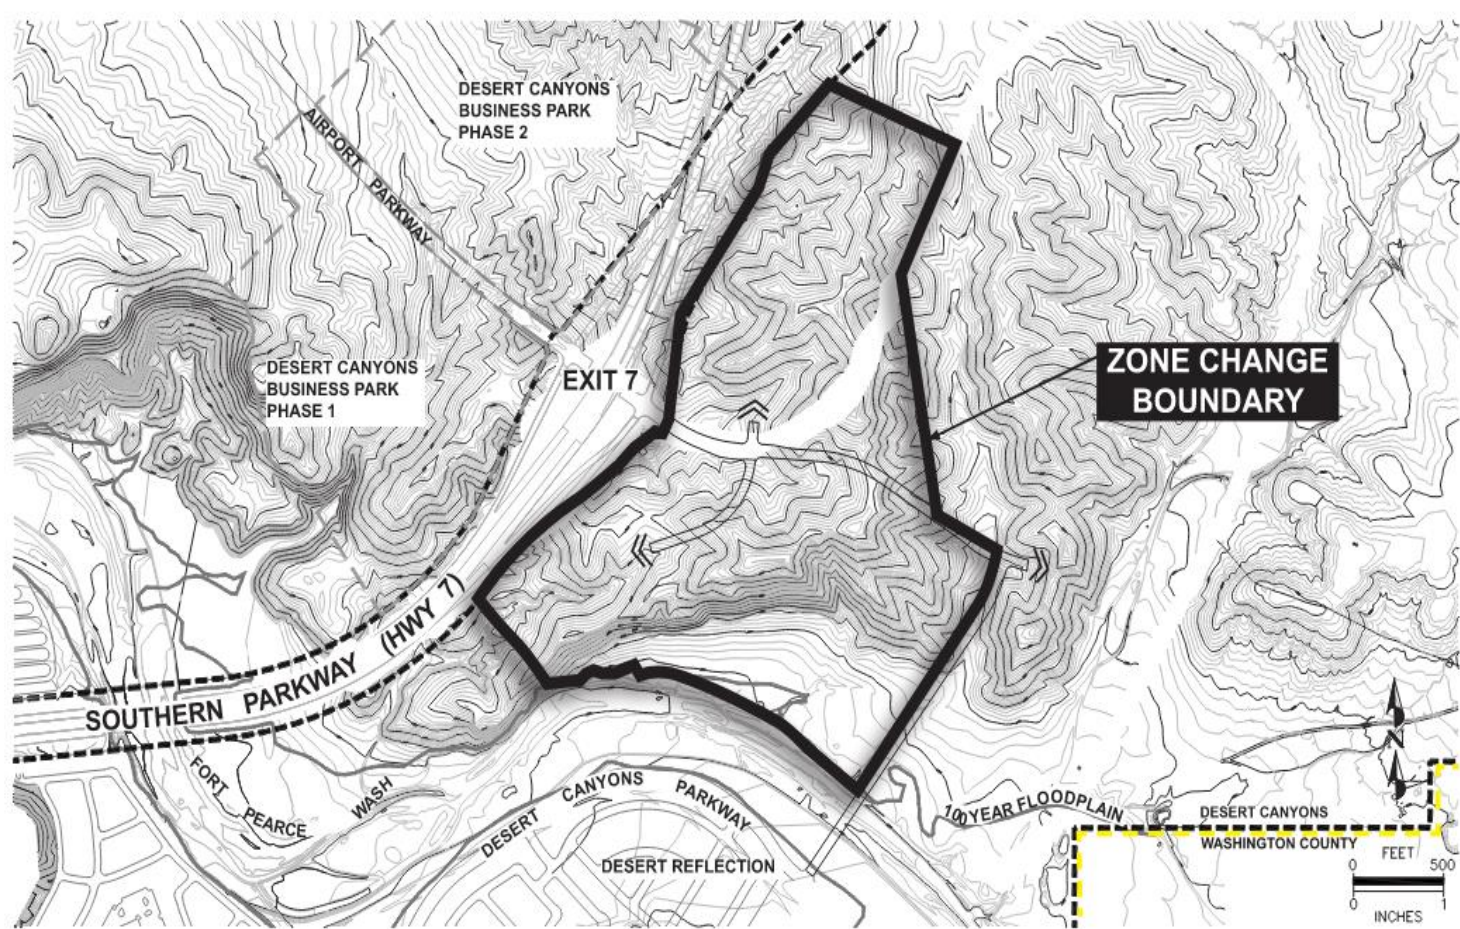 DESERT CANYONS
BUSINESS PARK
PHASE 2
AIRPORT PARKWAY
DESERT CANYONS
BUSINESS PARK
PHASE 1
EXIT 7
ZONE CHANGE
BOUNDARY
SOUTHERN PARKWAY (HWY 7)
FORT PEARCE WASH
DESERT CANYONS PARKWAY
DESERT REFLECTION
100 YEAR FLOODPLAIN
N
DESERT CANYONS
WASHINGTON COUNTY
FEET
0 500
0 1
INCHES